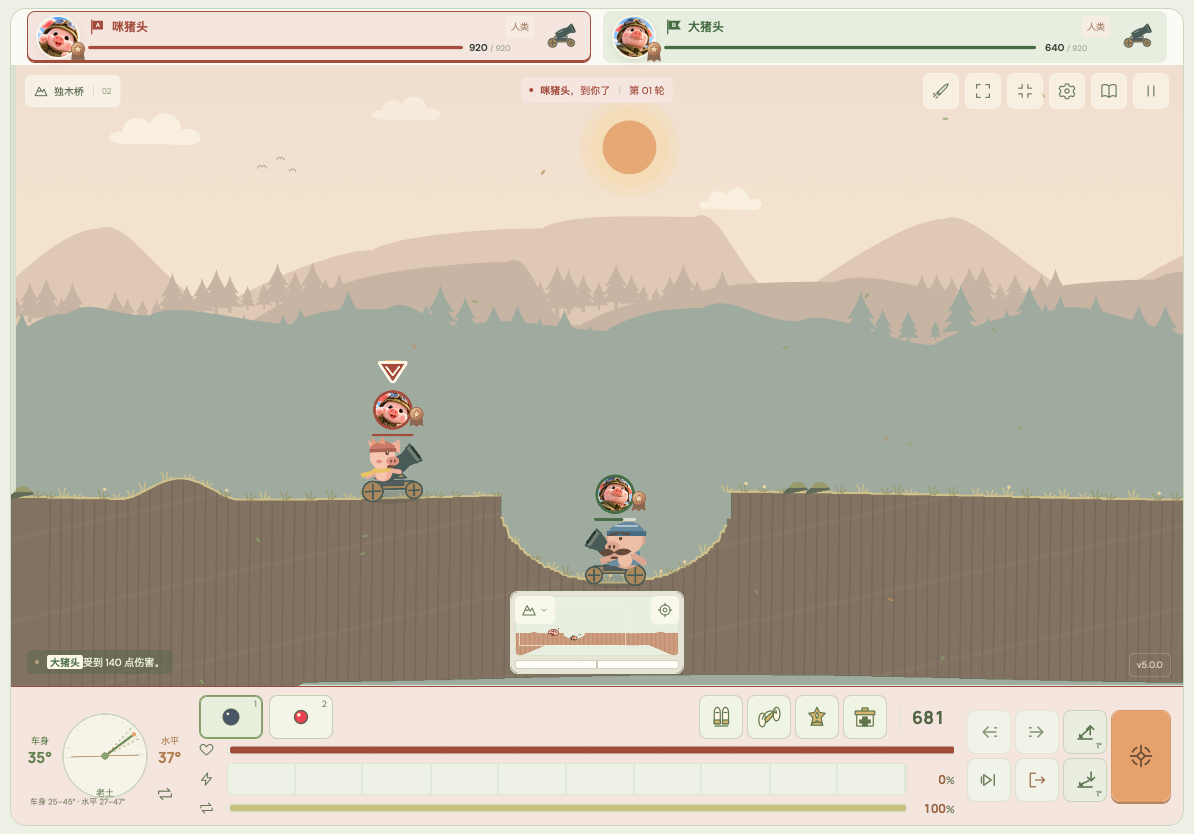 A 咪猪头
人类
920 / 920
B 大猪头
人类
640 / 920
独木桥 02
咪猪头，到你了 第 01 轮
大猪头受到 140 点伤害。
v5.0.0
1
2
681
车身
35°
水平
37°
老土
车身 25–45° · 水平 27–47°
0%
100%
1°
1°